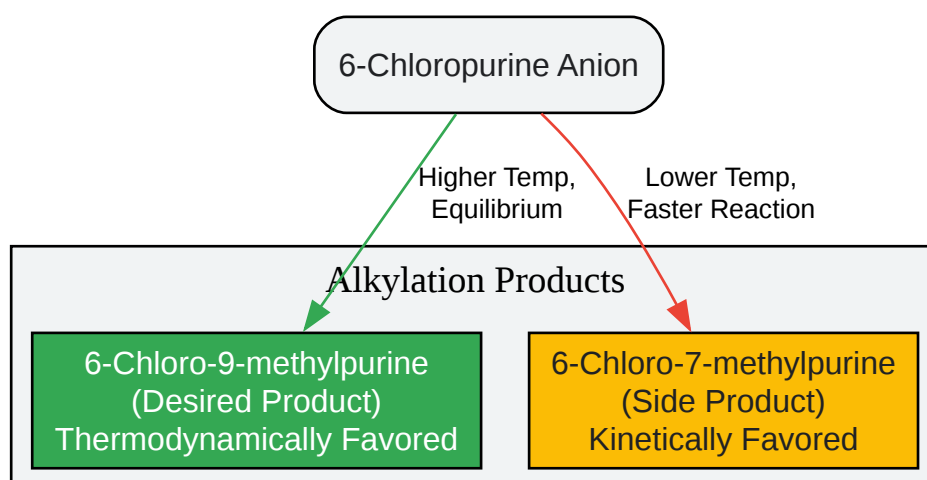 6-Chloropurine Anion
Higher Temp,
Equilibrium
Lower Temp,
Faster Reaction
Alkylation Products
6-Chloro-9-methylpurine
(Desired Product)
Thermodynamically Favored
6-Chloro-7-methylpurine
(Side Product)
Kinetically Favored